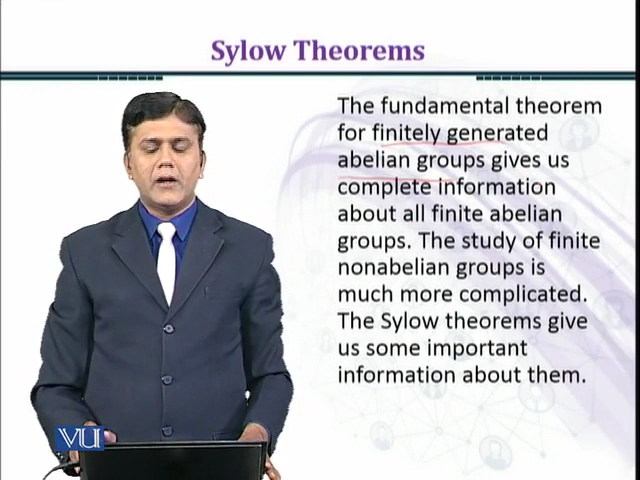 Sylow Theorems
The fundamental theorem
for finitely generated
abelian groups gives us
complete information
about all finite abelian
groups. The study of finite
nonabelian groups is
much more complicated.
The Sylow theorems give
us some important
information about them.
VU